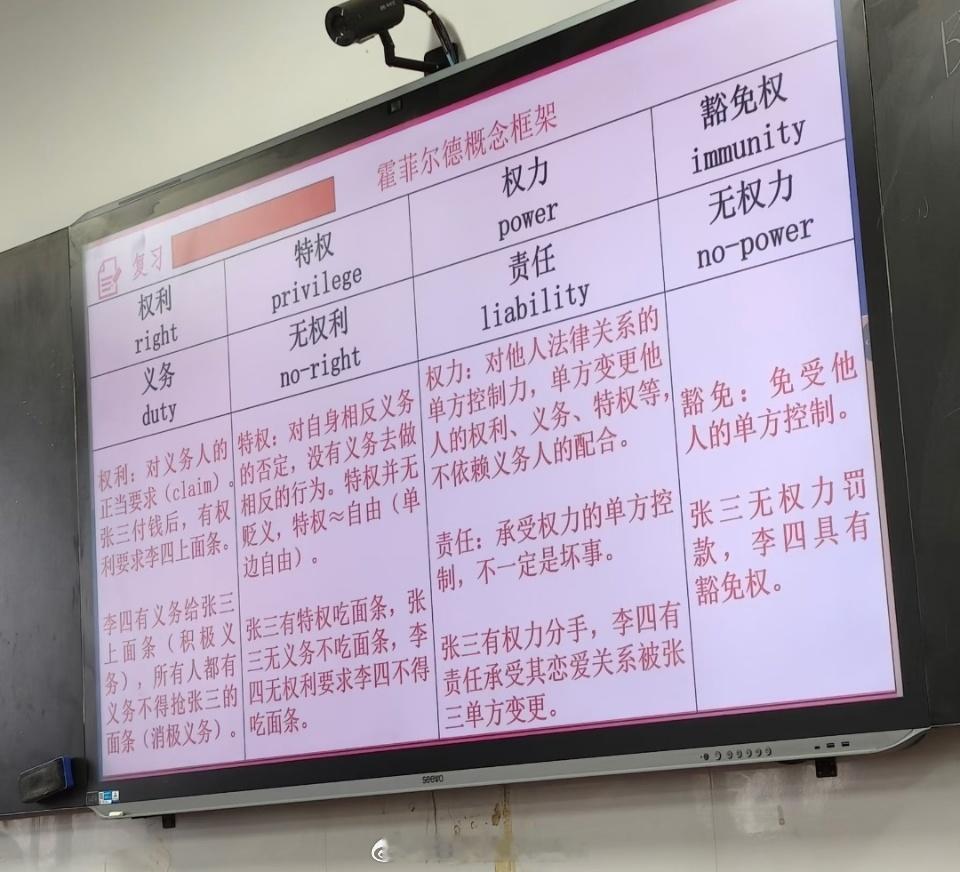 霍菲尔德概念框架
复习
权利
right
特权
privilege
权力
power
豁免权
immunity
义务
duty
无权利
no-right
责任
liability
无权力
no-power
权利：对义务人的
正当要求（claim）。
张三付钱后，有权
利要求李四上面条。
李四有义务给张三
上面条（积极义
务），所有人都有
义务不得抢张三的
面条（消极义务）。
特权：对自身相反义务
的否定，没有义务去做
相反的行为。特权并无
贬义，特权≈自由（单
边自由）。
张三有特权吃面条，张
三无义务不吃面条，李
四无权利要求李四不得
吃面条。
权力：对他人法律关系的
单方控制力，单方变更他
人的权利、义务、特权等，
不依赖义务人的配合。
责任：承受权力的单方控
制，不一定是坏事。
张三有权力分手，李四有
责任承受其恋爱关系被张
三单方变更。
豁免：免受他
人的单方控制。
张三无权力罚
款，李四具有
豁免权。
seewo